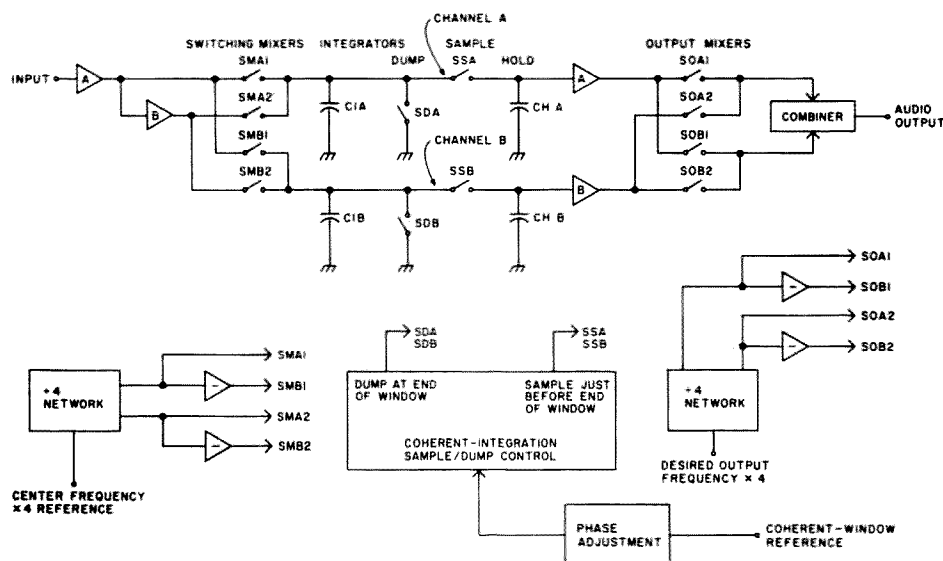 CHANNEL A
SWITCHING MIXERS
INTEGRATORS
SAMPLE
OUTPUT MIXERS
SMA1
DUMP
SSA
HOLD
SOA1
INPUT
A
A
SMA2
C1A
SDA
CH A
SOA2
COMBINER
AUDIO
OUTPUT
B
SMB1
CHANNEL B
SOB1
SMB2
SSB
B
SOB2
C1B
SDB
CH B
SOA1
SOB1
SOA2
SOB2
SDA
SDB
SSA
SSB
SMA1
SMB1
SMA2
SMB2
÷4
NETWORK
DUMP AT END
OF WINDOW
SAMPLE JUST
BEFORE END
OF WINDOW
COHERENT-INTEGRATION
SAMPLE/DUMP CONTROL
÷4
NETWORK
CENTER FREQUENCY
×4 REFERENCE
DESIRED OUTPUT
FREQUENCY × 4
PHASE
ADJUSTMENT
COHERENT-WINDOW
REFERENCE